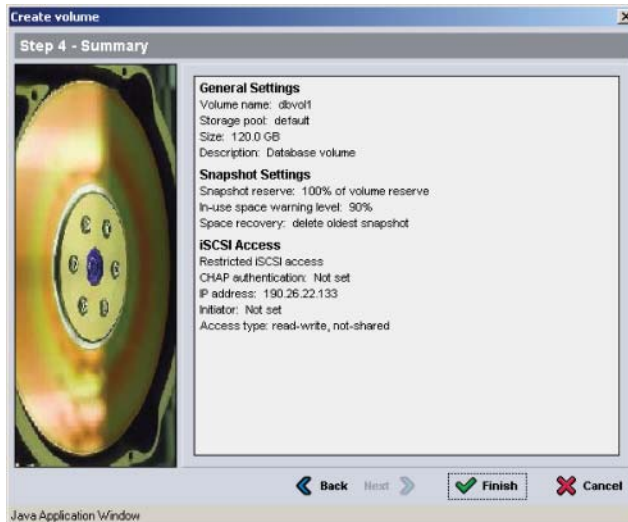 Create volume
Step 4 - Summary
General Settings
Volume name: dbvol1
Storage pool: default
Size: 120.0 GB
Description: Database volume
Snapshot Settings
Snapshot reserve: 100% of volume reserve
In-use space warning level: 90%
Space recovery: delete oldest snapshot
iSCSI Access
Restricted iSCSI access
CHAP authentication: Not set
IP address: 190.26.22.133
Initiator: Not set
Access type: read-write, not-shared
Back Next Finish Cancel
Java Application Window